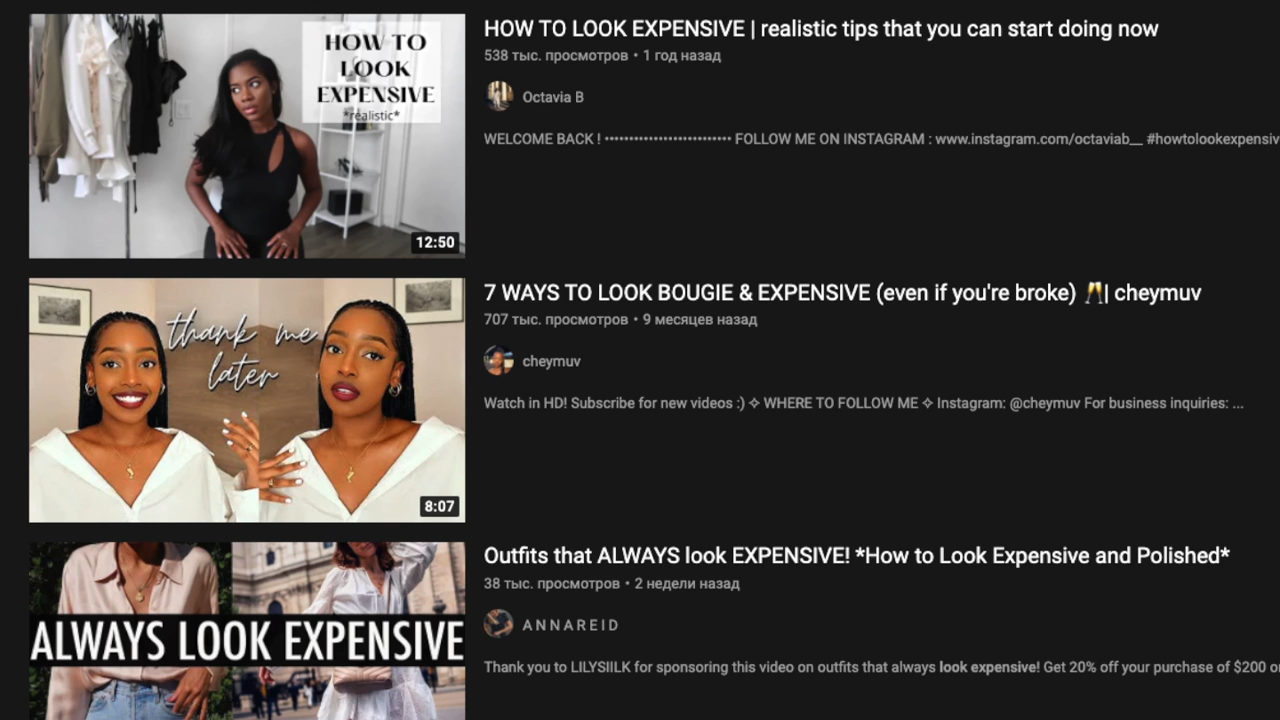 HOW TO
LOOK
EXPENSIVE
*realistic*
12:50
HOW TO LOOK EXPENSIVE | realistic tips that you can start doing now
538 тыс. просмотров • 1 год назад
Octavia B
WELCOME BACK ! •••••••••••••••••••••••••• FOLLOW ME ON INSTAGRAM : www.instagram.com/octaviab__ #howtolookexpensiv
thank me
later
8:07
7 WAYS TO LOOK BOUGIE & EXPENSIVE (even if you're broke) 🥂| cheymuv
707 тыс. просмотров • 9 месяцев назад
cheymuv
Watch in HD! Subscribe for new videos :) ✧ WHERE TO FOLLOW ME ✧ Instagram: @cheymuv For business inquiries: ...
ALWAYS LOOK EXPENSIVE
Outfits that ALWAYS look EXPENSIVE! *How to Look Expensive and Polished*
38 тыс. просмотров • 2 недели назад
A N N A R E I D
Thank you to LILYSIILK for sponsoring this video on outfits that always look expensive! Get 20% off your purchase of $200 o